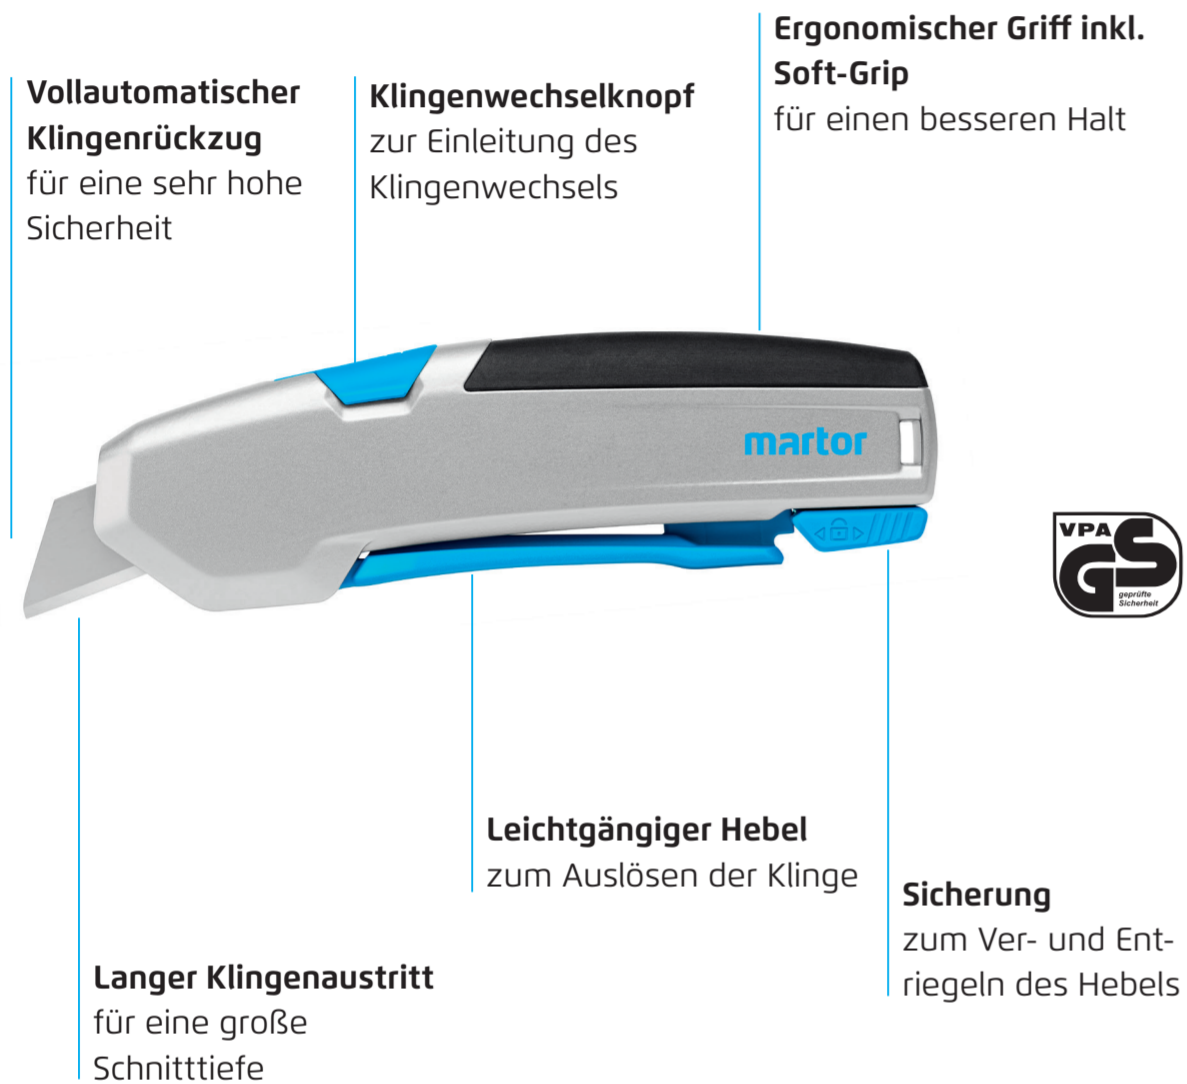 Ergonomischer Griff inkl.
Soft-Grip
für einen besseren Halt
Vollautomatischer
Klingenrückzug
für eine sehr hohe
Sicherheit
Klingenwechselknopf
zur Einleitung des
Klingenwechsels
martor
VPA
GS
geprüfte
Sicherheit
Leichtgängiger Hebel
zum Auslösen der Klinge
Sicherung
zum Ver- und Ent-
riegeln des Hebels
Langer Klingenaustritt
für eine große
Schnitttiefe